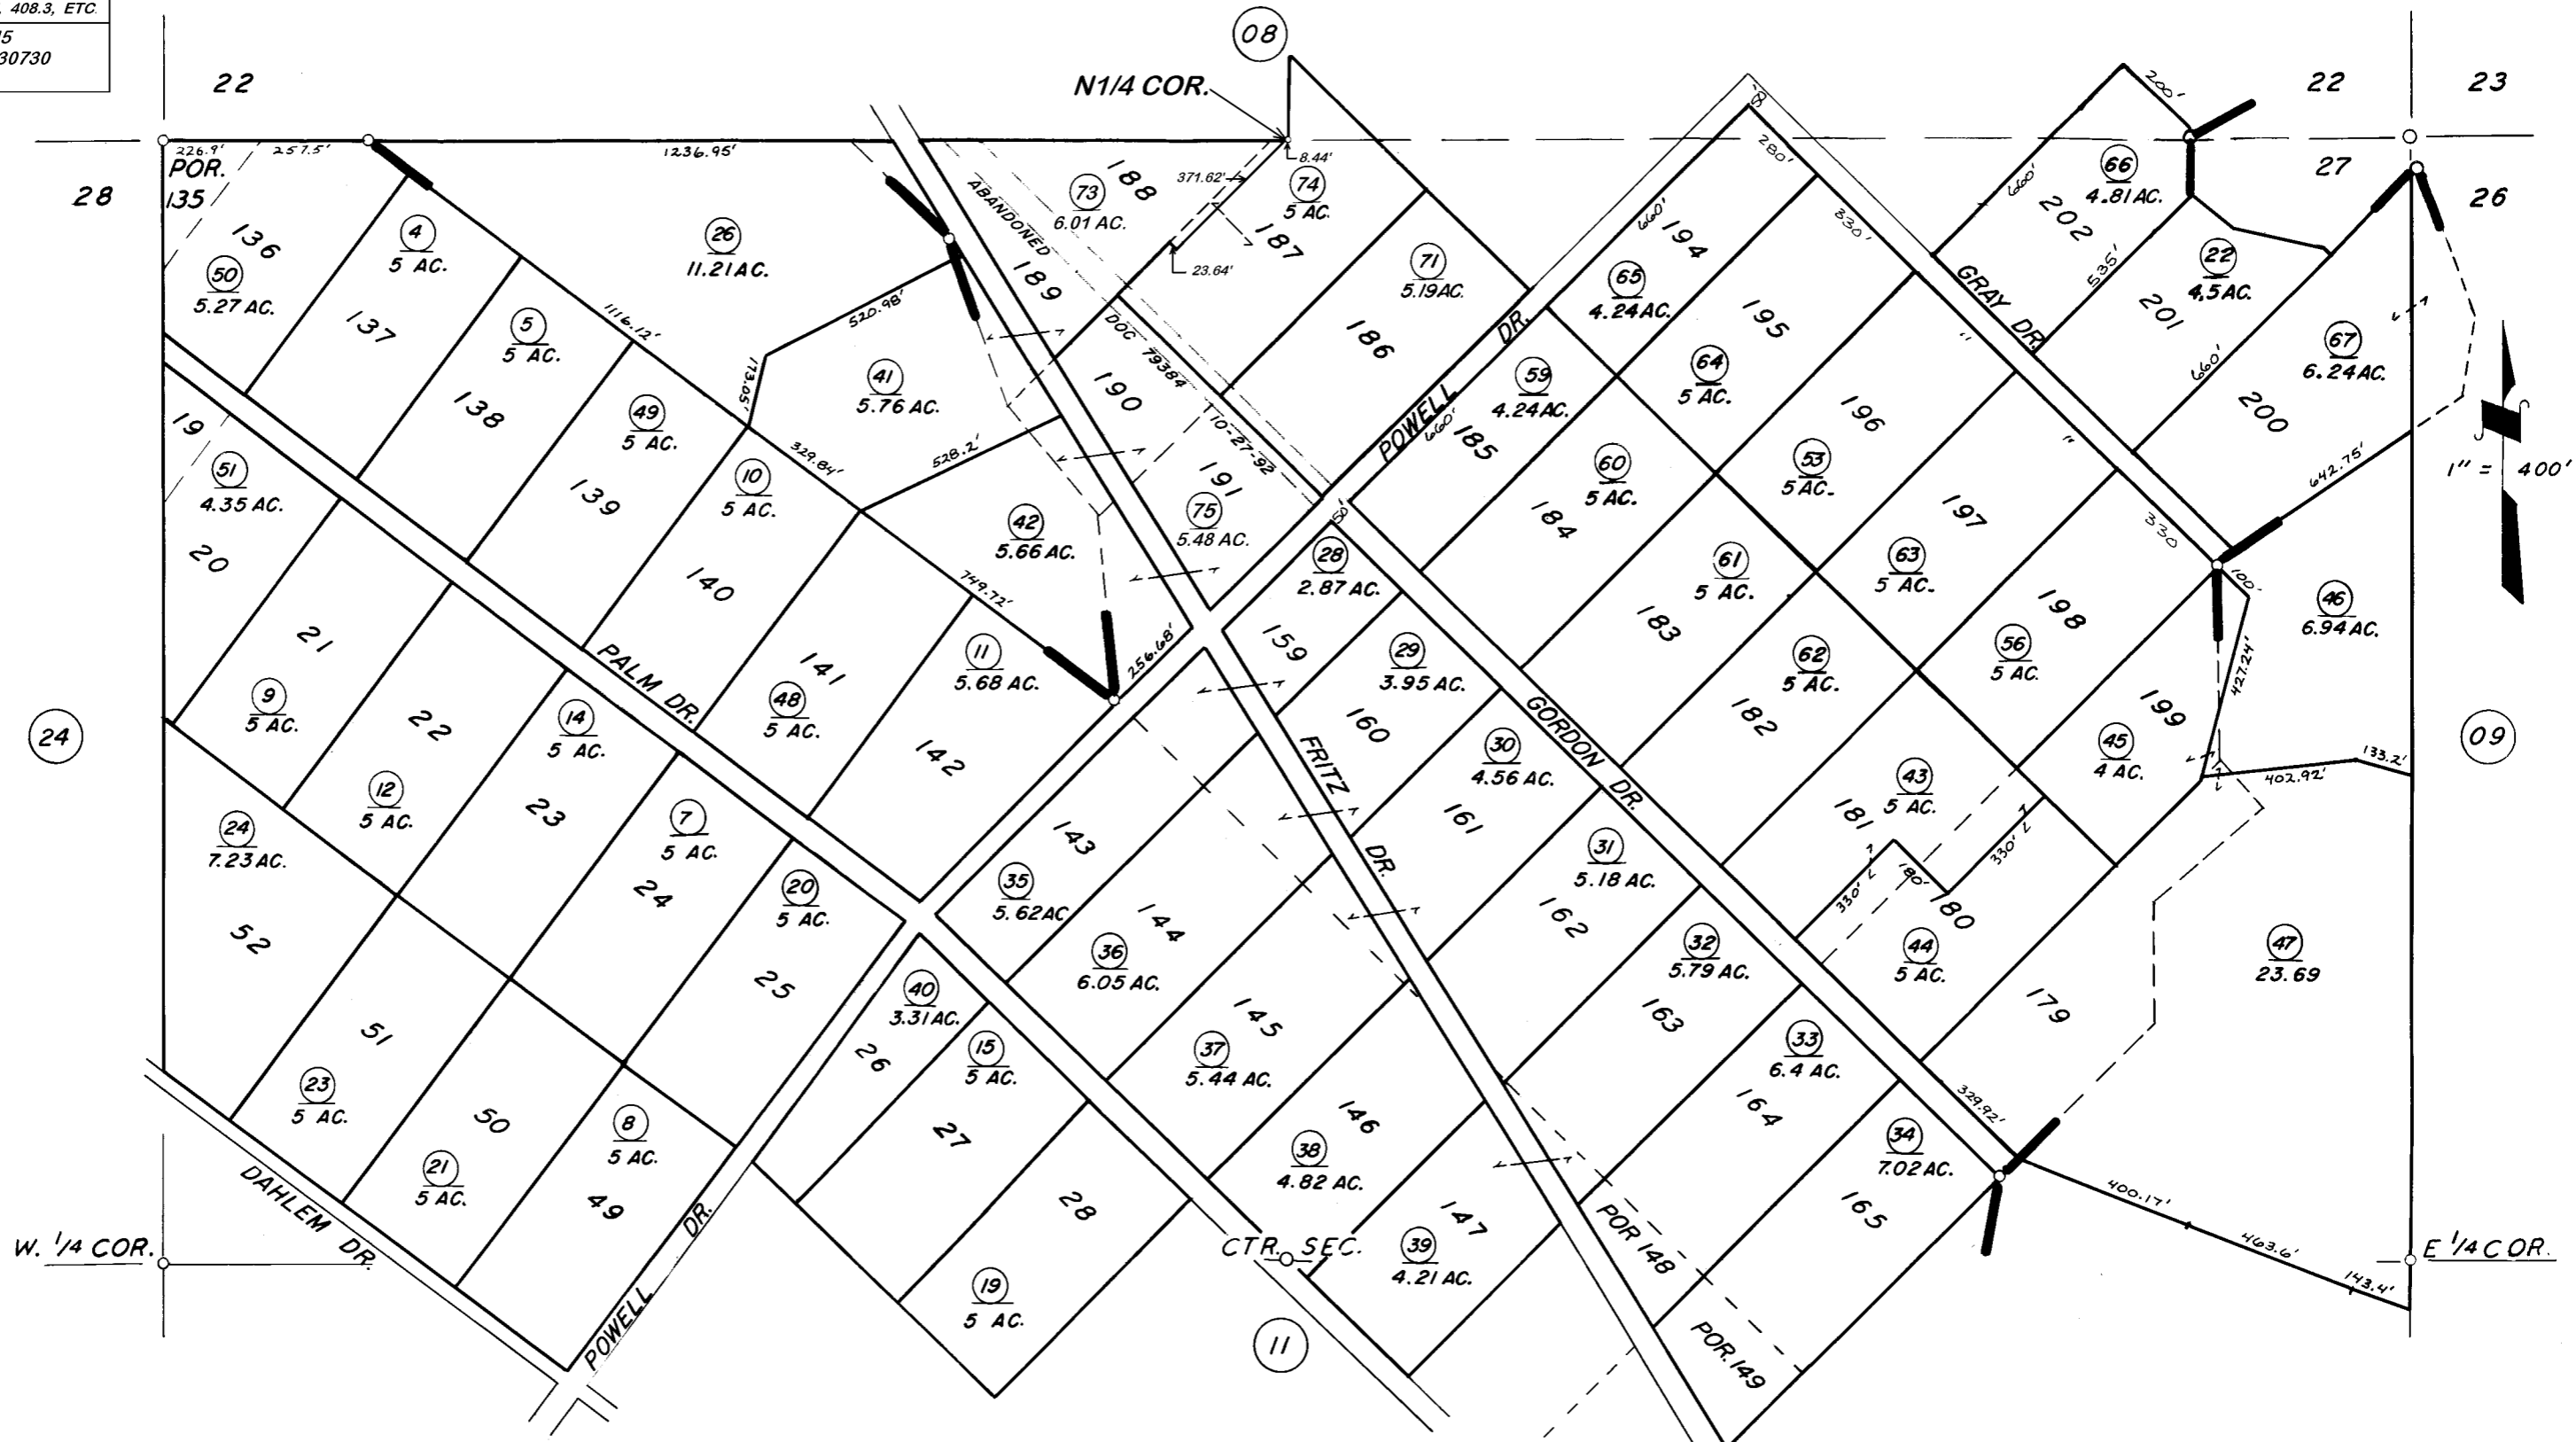 408.3, ETC.
15
30730
22
08
N1/4 COR.
22
23
28
27
26
226.9'
257.5'
1236.95'
POR.
135
136
50
5.27 AC.
4
5 AC.
137
5
5 AC.
138
1116.12'
49
5 AC.
139
26
11.21 AC.
520.98'
173.05'
41
5.76 AC.
528.2'
329.84'
10
5 AC.
140
42
5.66 AC.
749.72'
256.68'
141
48
5 AC.
11
5.68 AC.
142
ABANDONED
DOC 79384
10-27-92
73
6.01 AC.
188
189
190
191
75
5.48 AC.
8.44'
371.62'
23.64'
74
5 AC.
187
71
5.19 AC.
186
POWELL DR.
50'
280'
660'
194
65
4.24 AC.
59
4.24 AC.
660'
185
330'
195
64
5 AC.
60
5 AC.
184
196
53
5 AC.
61
5 AC.
183
"
"
197
63
5 AC.
62
5 AC.
182
330
198
56
5 AC.
43
5 AC.
181
GRAY DR.
200'
660'
202
66
4.81 AC.
535'
22
4.5 AC.
201
660'
67
6.24 AC.
200
642.75'
1" = 400'
100'
427.24'
46
6.94 AC.
199
45
4 AC.
402.92'
133.2'
09
330'
180'
330'
180
44
5 AC.
179
47
23.69
329.92'
400.17'
463.6'
143.4'
E 1/4 COR.
19
51
4.35 AC.
20
21
9
5 AC.
22
12
5 AC.
PALM DR.
14
5 AC.
23
7
5 AC.
24
20
5 AC.
25
24
24
7.23 AC.
52
51
23
5 AC.
50
21
5 AC.
8
5 AC.
49
DAHLEM DR.
POWELL DR.
W. 1/4 COR.
40
3.31 AC.
26
15
5 AC.
27
28
19
5 AC.
50'
28
2.87 AC.
159
29
3.95 AC.
160
30
4.56 AC.
161
31
5.18 AC.
162
32
5.79 AC.
163
33
6.4 AC.
164
34
7.02 AC.
165
GORDON DR.
FRITZ DR.
143
35
5.62 AC
144
36
6.05 AC.
145
37
5.44 AC.
146
38
4.82 AC.
147
39
4.21 AC.
POR 148
POR. 149
CTR. SEC.
11